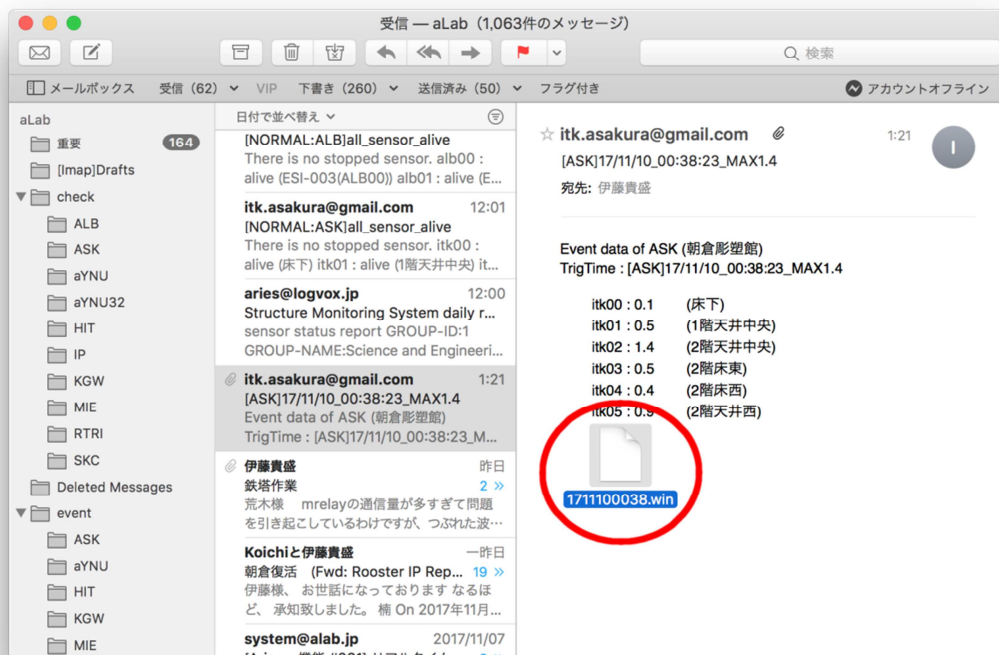 受信 — aLab（1,063件のメッセージ）
検索
メールボックス 受信（62） VIP 下書き（260） 送信済み（50） フラグ付き アカウントオフライン
aLab
重要 164
[Imap]Drafts
check
ALB
ASK
aYNU
aYNU32
HIT
IP
KGW
MIE
RTRI
SKC
Deleted Messages
event
ASK
aYNU
HIT
KGW
MIE
日付で並べ替え
[NORMAL:ALB]all_sensor_alive
There is no stopped sensor. alb00 :
alive (ESI-003(ALB00)) alb01 : alive (E...
itk.asakura@gmail.com 12:01
[NORMAL:ASK]all_sensor_alive
There is no stopped sensor. itk00 :
alive (床下) itk01 : alive (1階天井中央) it...
aries@logvox.jp 12:00
Structure Monitoring System daily r...
sensor status report GROUP-ID:1
GROUP-NAME:Science and Engineeri...
itk.asakura@gmail.com 1:21
[ASK]17/11/10_00:38:23_MAX1.4
Event data of ASK (朝倉彫塑館)
TrigTime : [ASK]17/11/10_00:38:23_M...
伊藤貴盛 昨日
鉄塔作業 2 »
荒木様 mrelayの通信量が多すぎて問題
を引き起こしているわけですが、つぶれた波…
Koichiと伊藤貴盛 一昨日
朝倉復活 (Fwd: Rooster IP Rep... 19 »
伊藤様、 お世話になっております なるほ
ど、 承知致しました。 楠 On 2017年11月...
system@alab.jp 2017/11/07
itk.asakura@gmail.com 1:21
I
[ASK]17/11/10_00:38:23_MAX1.4
宛先: 伊藤貴盛
Event data of ASK (朝倉彫塑館)
TrigTime : [ASK]17/11/10_00:38:23_MAX1.4
itk00 : 0.1 (床下)
itk01 : 0.5 (1階天井中央)
itk02 : 1.4 (2階天井中央)
itk03 : 0.5 (2階床東)
itk04 : 0.4 (2階床西)
itk05 : 0.9 (2階天井西)
1711100038.win